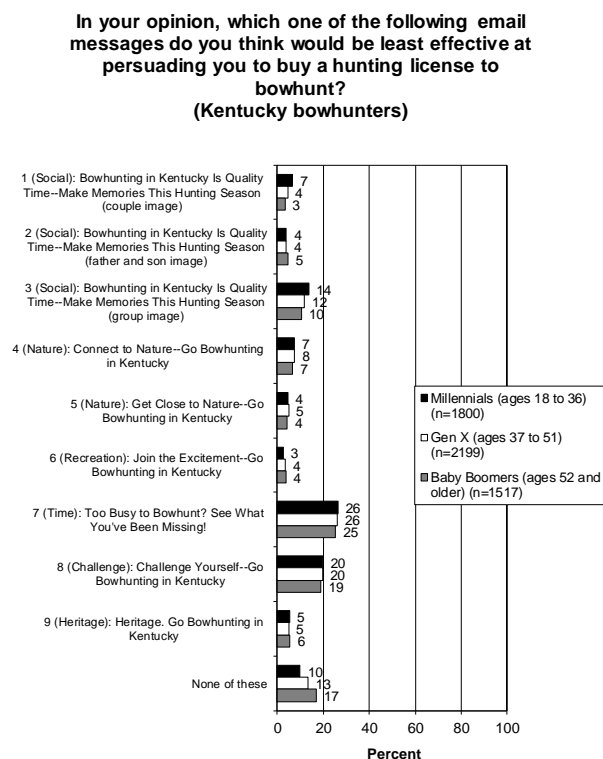 In your opinion, which one of the following email
messages do you think would be least effective at
persuading you to buy a hunting license to
bowhunt?
(Kentucky bowhunters)
1 (Social): Bowhunting in Kentucky Is Quality
Time--Make Memories This Hunting Season
(couple image)
7
4
3
2 (Social): Bowhunting in Kentucky Is Quality
Time--Make Memories This Hunting Season
(father and son image)
4
4
5
3 (Social): Bowhunting in Kentucky Is Quality
Time--Make Memories This Hunting Season
(group image)
14
12
10
4 (Nature): Connect to Nature--Go Bowhunting
in Kentucky
7
8
7
5 (Nature): Get Close to Nature--Go
Bowhunting in Kentucky
4
5
4
6 (Recreation): Join the Excitement--Go
Bowhunting in Kentucky
3
4
4
7 (Time): Too Busy to Bowhunt? See What
You've Been Missing!
26
26
25
8 (Challenge): Challenge Yourself--Go
Bowhunting in Kentucky
20
20
19
9 (Heritage): Heritage. Go Bowhunting in
Kentucky
5
5
6
None of these
10
13
17
Millennials (ages 18 to 36)
(n=1800)
Gen X (ages 37 to 51)
(n=2199)
Baby Boomers (ages 52 and
older) (n=1517)
0 20 40 60 80 100
Percent